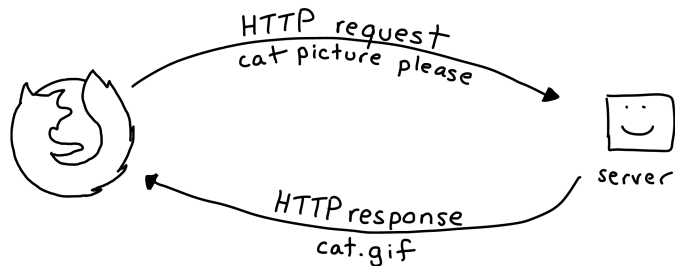 HTTP request
cat picture please
server
HTTP response
cat.gif